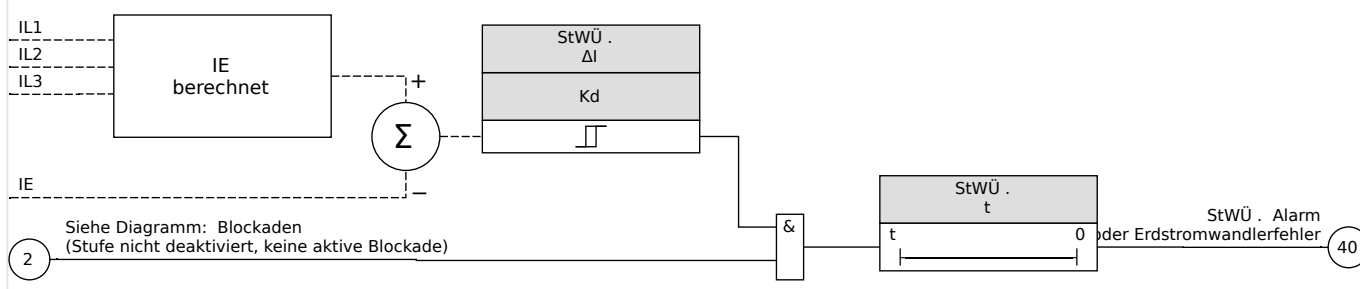 IL1
IL2
IL3
IE
berechnet
+
Σ
−
StWÜ .
ΔI
Kd
IE
Siehe Diagramm: Blockaden
(Stufe nicht deaktiviert, keine aktive Blockade)
2
&
StWÜ .
t
t 0
StWÜ . Alarm
oder Erdstromwandlerfehler
40